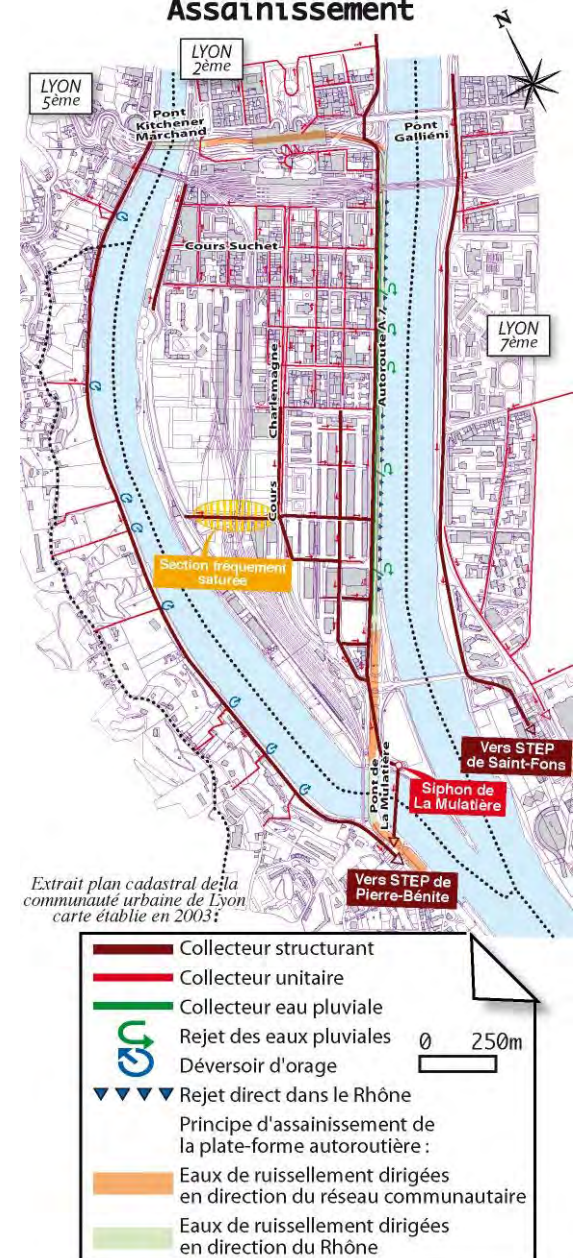 Assainissement
N
LYON
2ème
LYON
5ème
Pont
Kitchener
Marchand
Pont
Galliéni
Cours Suchet
Autoroute A.7
LYON
7ème
Cours Charlemagne
Section fréquement
saturée
Vers STEP
de Saint-Fons
Siphon de
La Mulatière
Pont de
La Mulatière
Vers STEP de
Pierre-Bénite
Extrait plan cadastral de la
communauté urbaine de Lyon
carte établie en 2003.
Collecteur structurant
Collecteur unitaire
Collecteur eau pluviale
Rejet des eaux pluviales
0 250m
Déversoir d'orage
Rejet direct dans le Rhône
Principe d'assainissement de
la plate-forme autoroutière :
Eaux de ruissellement dirigées
en direction du réseau communautaire
Eaux de ruissellement dirigées
en direction du Rhône